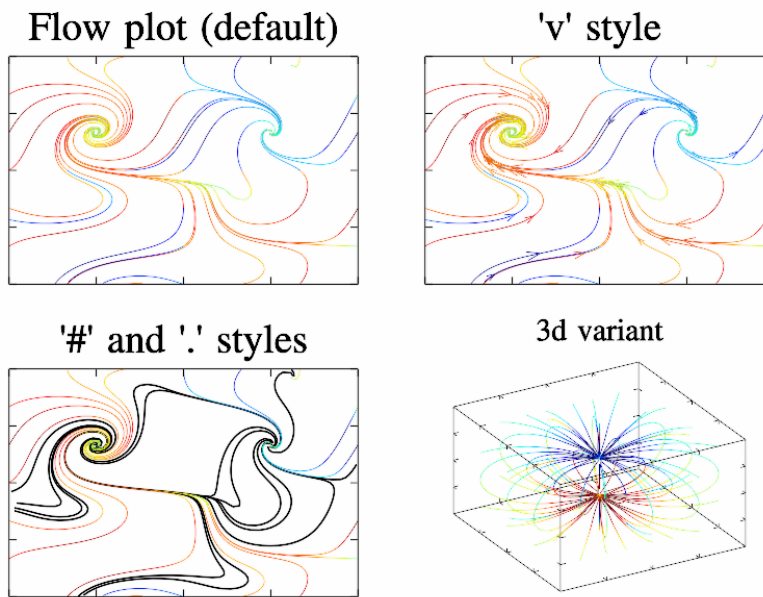 Flow plot (default)
'v' style
'#' and '.' styles
3d variant